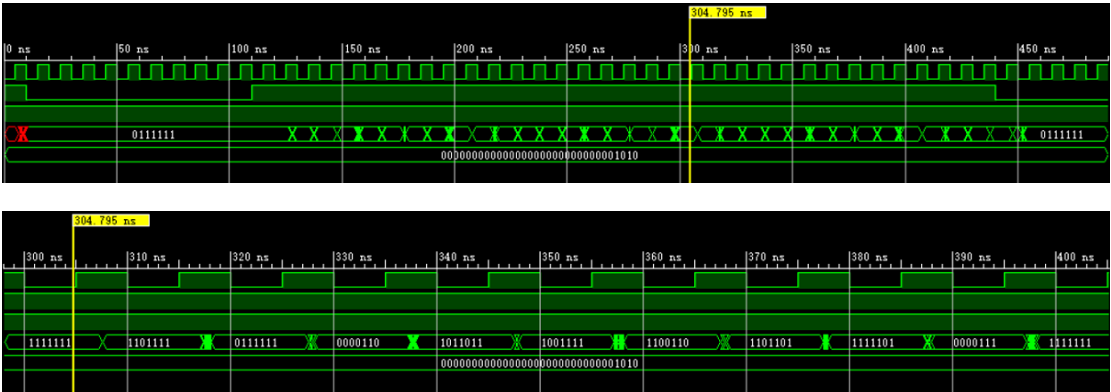 304.795 ns
0 ns 50 ns 100 ns 150 ns 200 ns 250 ns 300 ns 350 ns 400 ns 450 ns
0111111 0111111
00000000000000000000000000001010
304.795 ns
300 ns 310 ns 320 ns 330 ns 340 ns 350 ns 360 ns 370 ns 380 ns 390 ns 400 ns
1111111 1101111 0111111 0000110 1011011 1001111 1100110 1101101 1111101 0000111 1111111
00000000000000000000000000001010